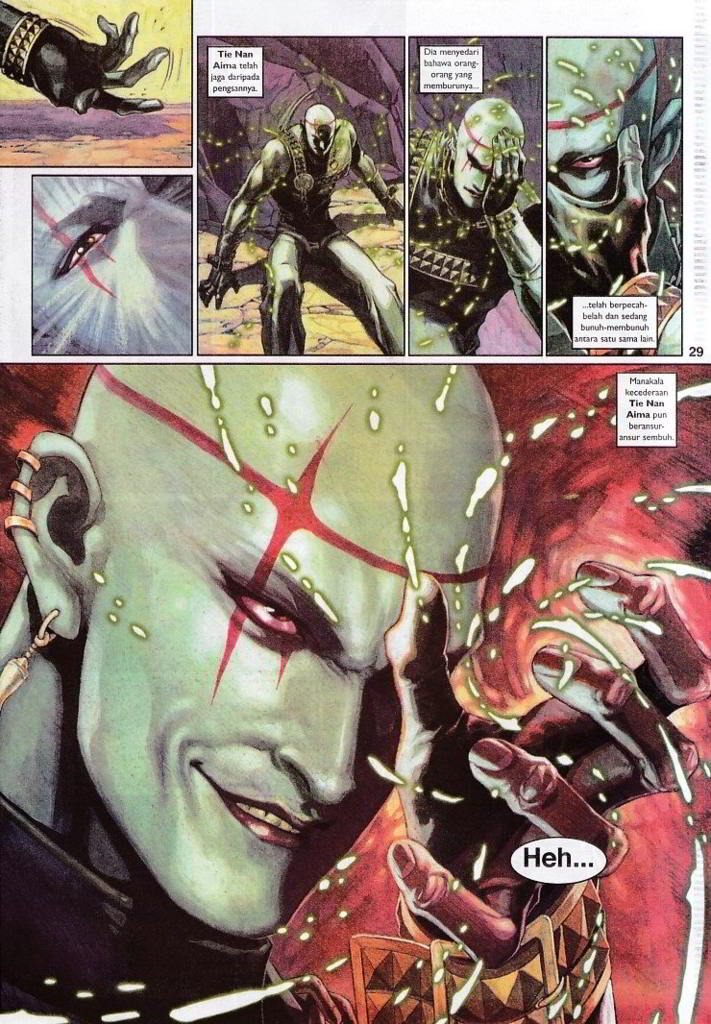 Tie Nan
Aima telah
jaga daripada
pengsannya.
Dia menyedari
bahawa orang-
orang yang
memburunya...
...telah berpecah-
belah dan sedang
bunuh-membunuh
antara satu sama lain.
29
Manakala
kecederaan
Tie Nan
Aima pun
beransur-
ansur sembuh.
Heh...